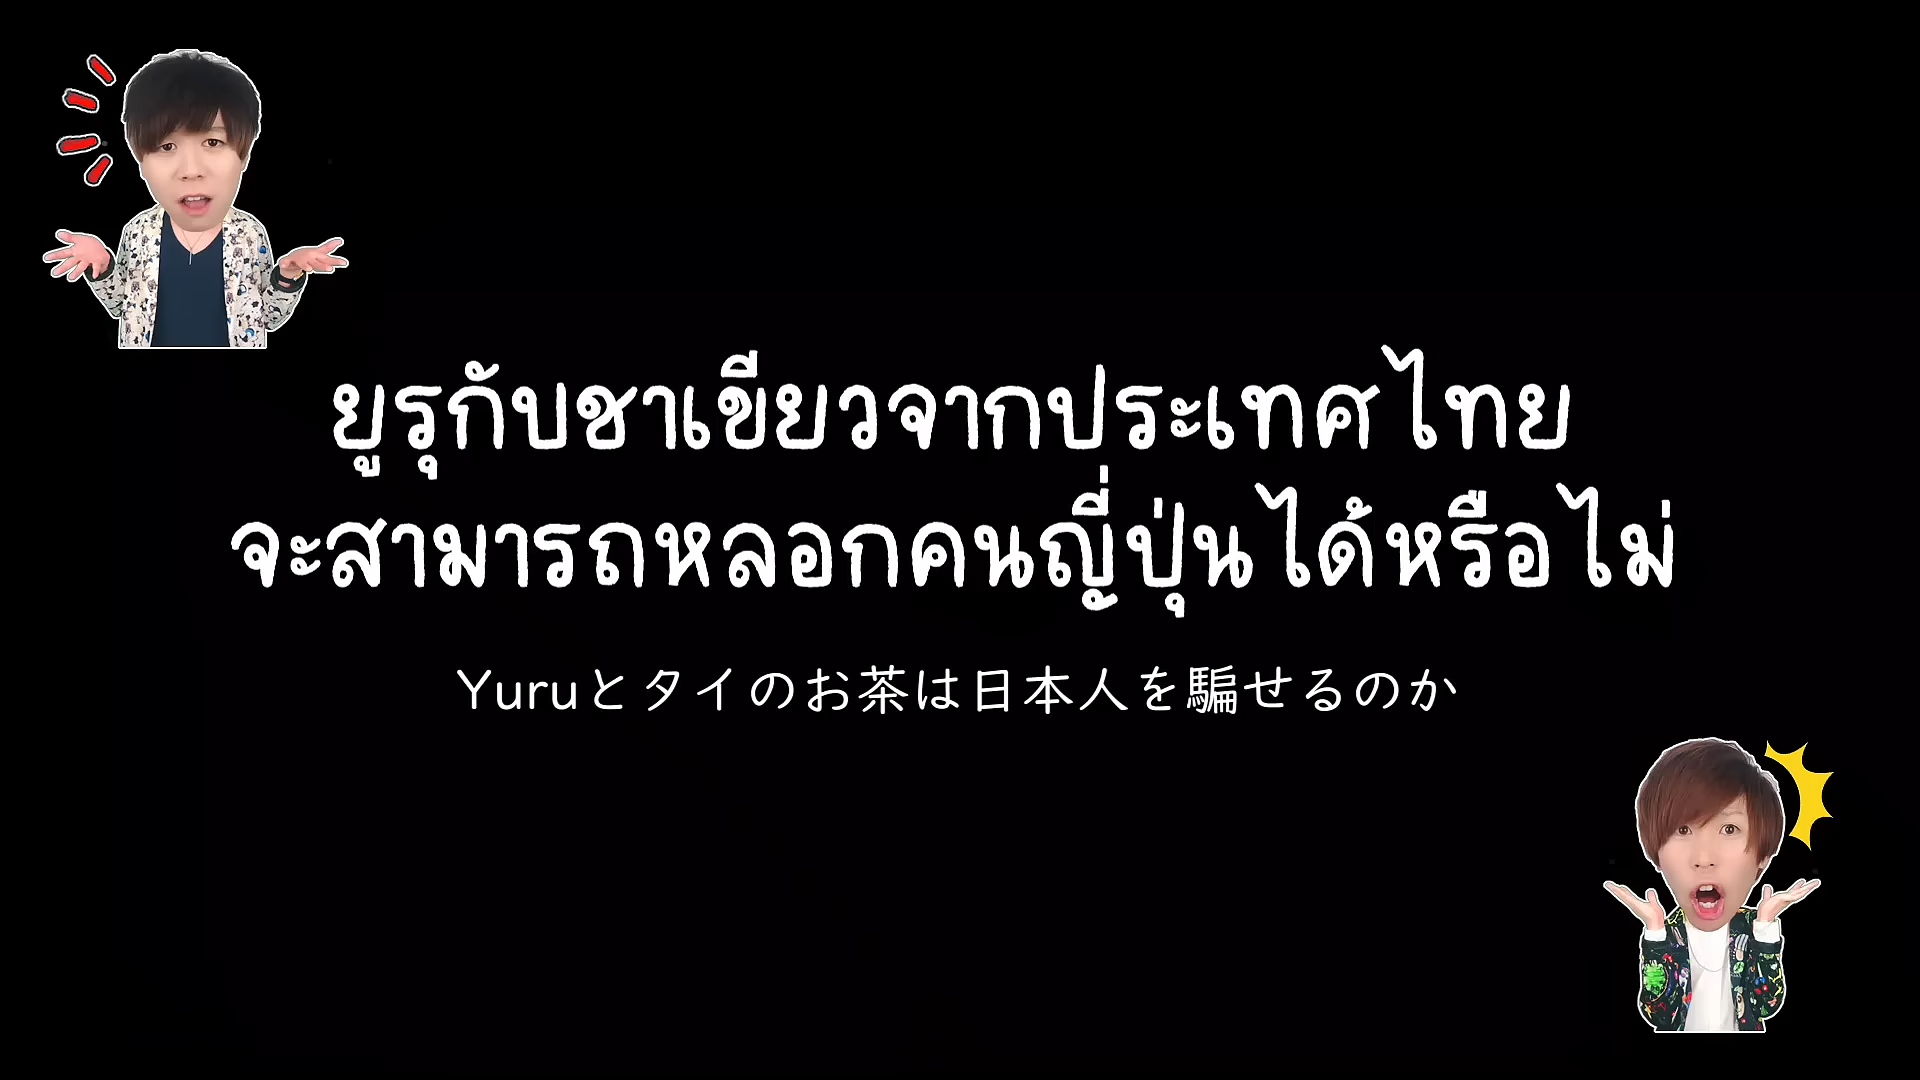 ยูรุกับชาเขียวจากประเทศไทย
จะสามารถหลอกคนญี่ปุ่นได้หรือไม่
Yuruとタイのお茶は日本人を騙せるのか